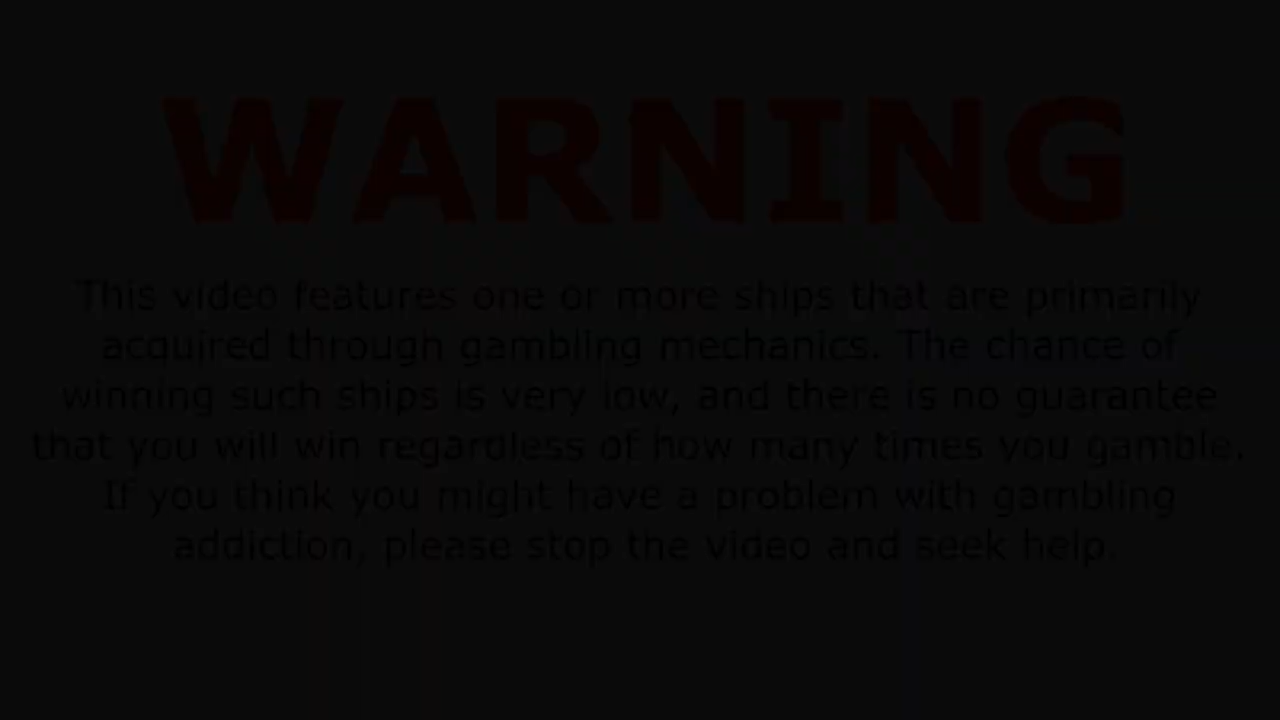 WARNING
This video features one or more ships that are primarily
acquired through gambling mechanics. The chance of
winning such ships is very low, and there is no guarantee
that you will win regardless of how many times you gamble.
If you think you might have a problem with gambling
addiction, please stop the video and seek help.